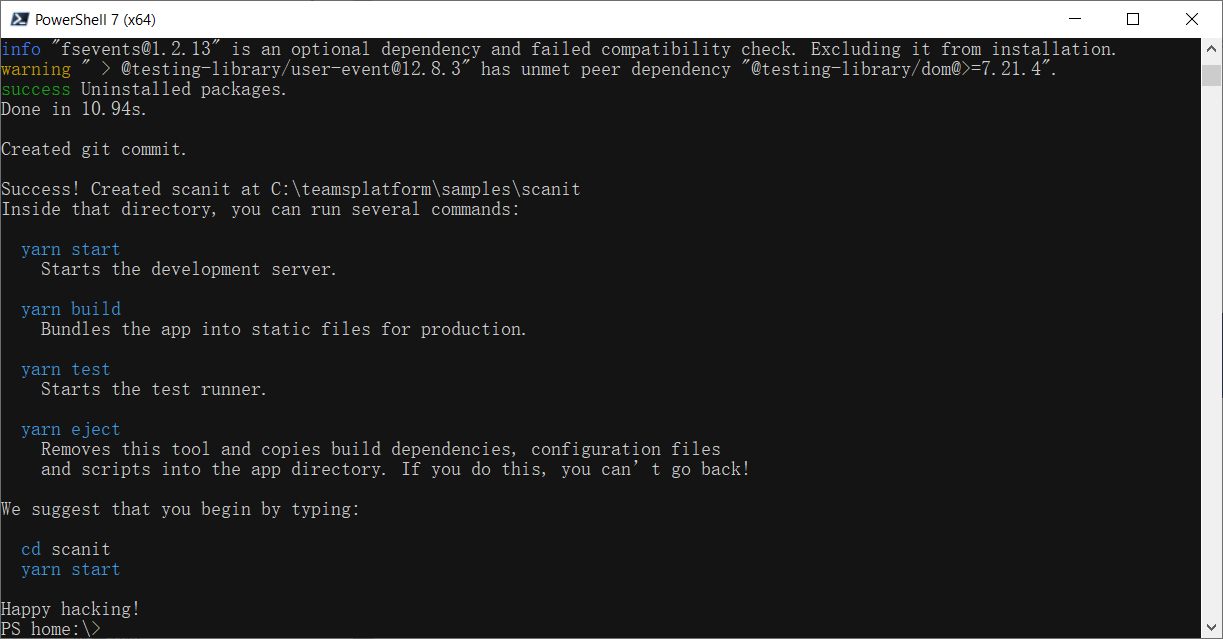 PowerShell 7 (x64)
info "fsevents@1.2.13" is an optional dependency and failed compatibility check. Excluding it from installation.
warning " > @testing-library/user-event@12.8.3" has unmet peer dependency "@testing-library/dom@>=7.21.4".
success Uninstalled packages.
Done in 10.94s.
Created git commit.
Success! Created scanit at C:\teamsplatform\samples\scanit
Inside that directory, you can run several commands:
yarn start
Starts the development server.
yarn build
Bundles the app into static files for production.
yarn test
Starts the test runner.
yarn eject
Removes this tool and copies build dependencies, configuration files
and scripts into the app directory. If you do this, you can’t go back!
We suggest that you begin by typing:
cd scanit
yarn start
Happy hacking!
PS home:\>